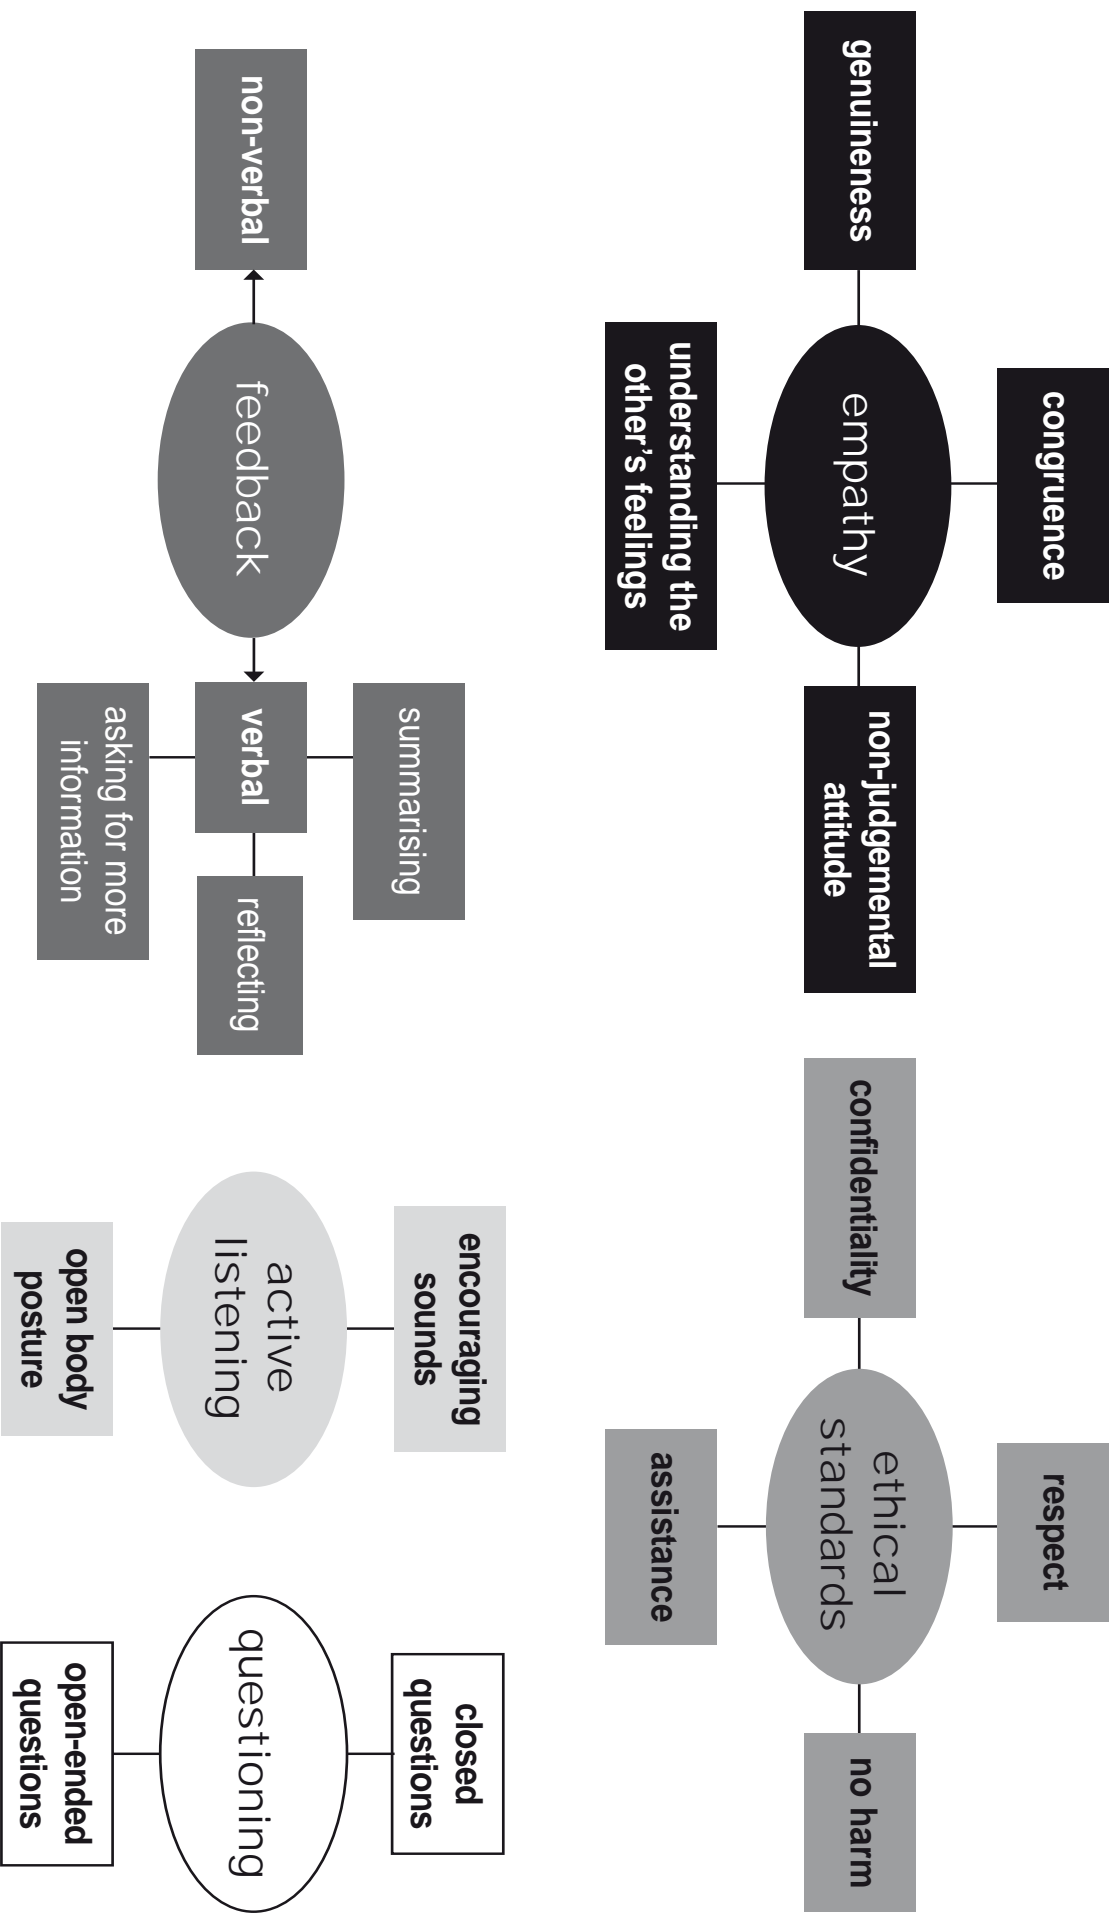 congruence
genuineness
empathy
non-judgemental
attitude
understanding the
other’s feelings
respect
confidentiality
ethical
standards
no harm
assistance
summarising
non-verbal
feedback
verbal
reflecting
asking for more
information
encouraging
sounds
active
listening
open body
posture
closed
questions
questioning
open-ended
questions